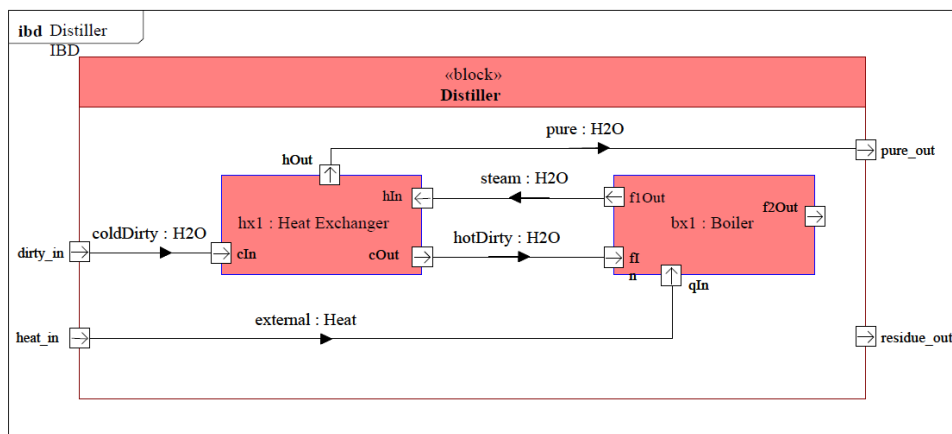 ibd Distiller
IBD
«block»
Distiller
pure : H2O
pure_out
hOut
steam : H2O
hIn
f1Out
f2Out
hx1 : Heat Exchanger
bx1 : Boiler
coldDirty : H2O
hotDirty : H2O
dirty_in
cIn
cOut
fI
n
qIn
external : Heat
heat_in
residue_out